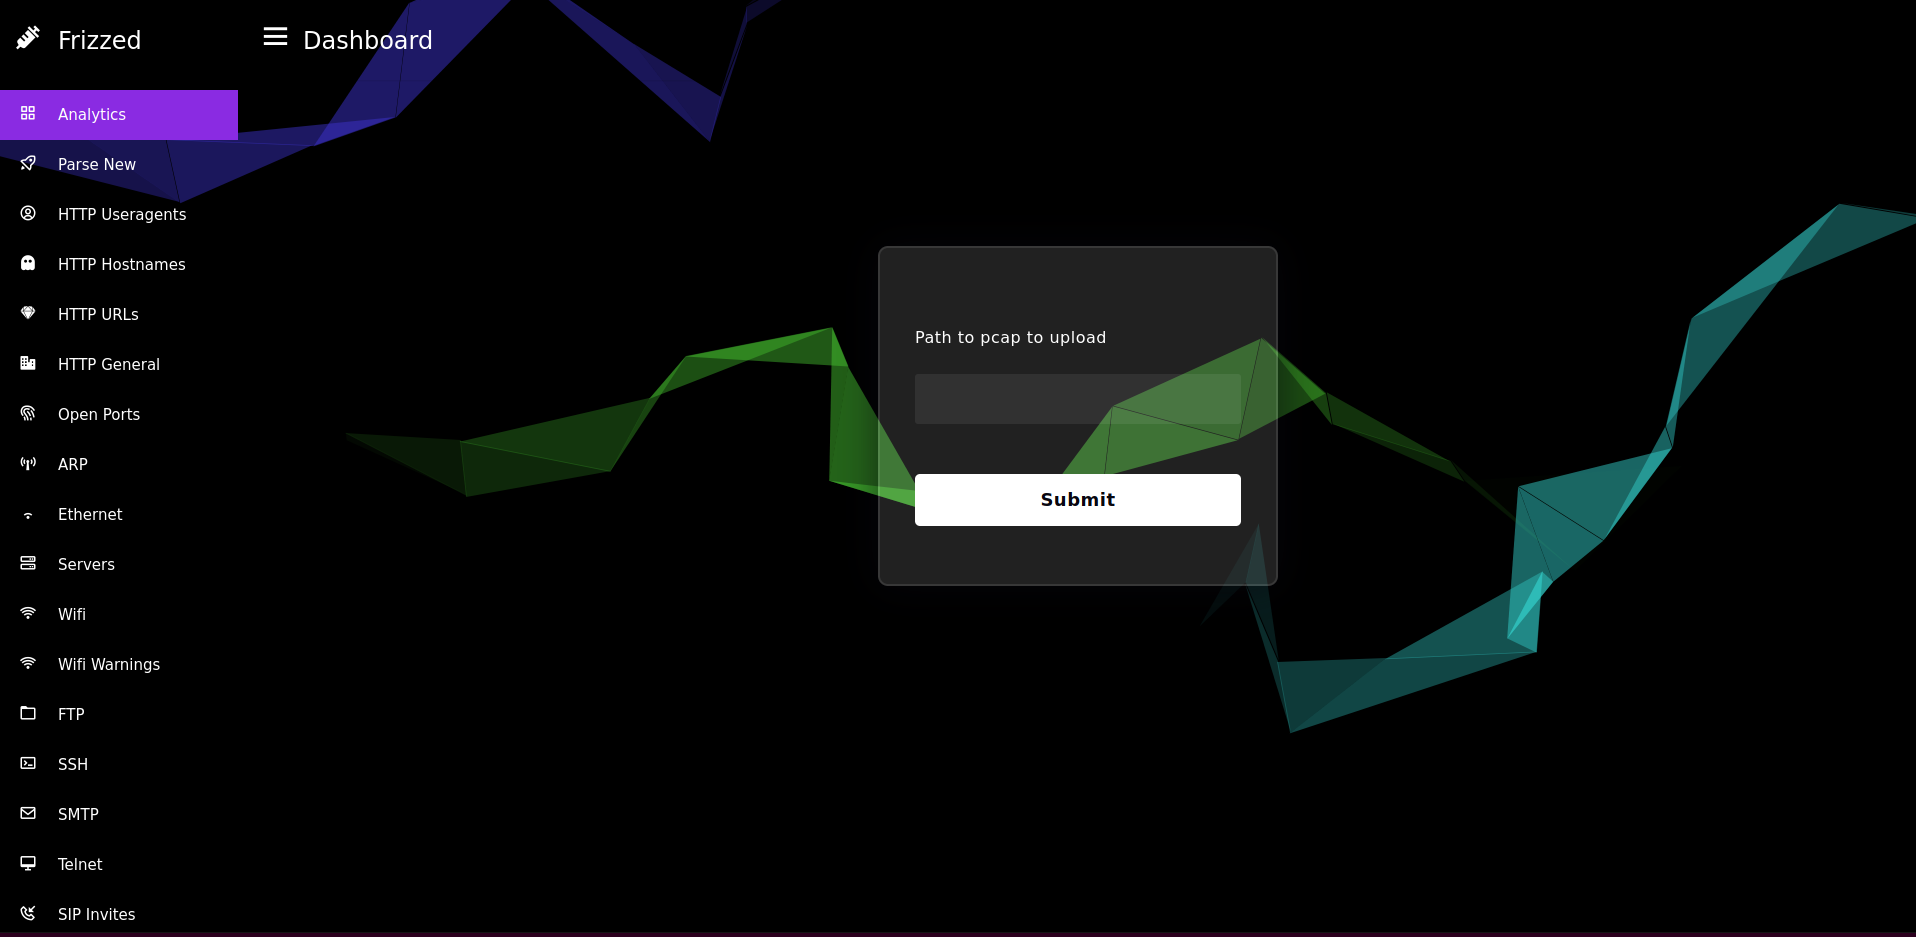 Frizzed
Dashboard
Analytics
Parse New
HTTP Useragents
HTTP Hostnames
HTTP URLs
HTTP General
Open Ports
ARP
Ethernet
Servers
Wifi
Wifi Warnings
FTP
SSH
SMTP
Telnet
SIP Invites
Path to pcap to upload
Submit